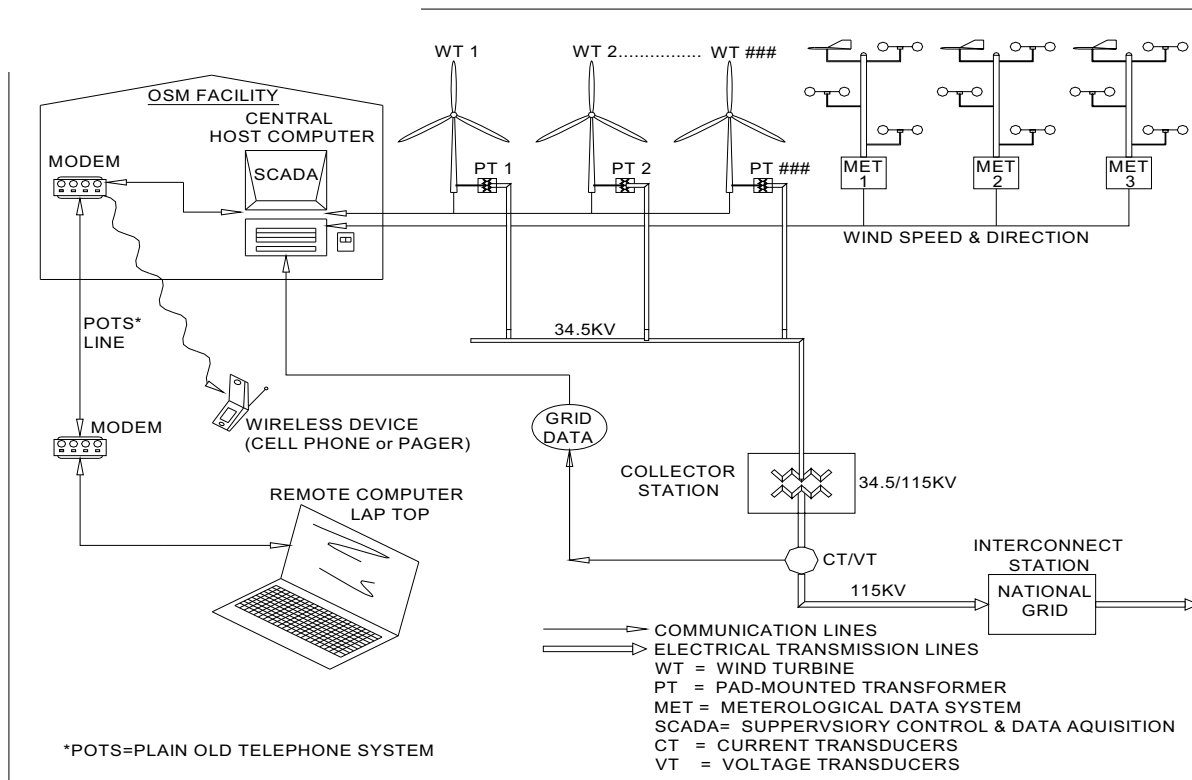 WT 1
WT 2............... WT ###
OSM FACILITY
CENTRAL
HOST COMPUTER
MODEM
SCADA
PT 1
PT 2
PT ###
MET
1
MET
2
MET
3
WIND SPEED & DIRECTION
POTS*
LINE
34.5KV
MODEM
WIRELESS DEVICE
(CELL PHONE or PAGER)
GRID
DATA
COLLECTOR
STATION
34.5/115KV
REMOTE COMPUTER
LAP TOP
CT/VT
INTERCONNECT
STATION
115KV
NATIONAL
GRID
COMMUNICATION LINES
ELECTRICAL TRANSMISSION LINES
WT = WIND TURBINE
PT = PAD-MOUNTED TRANSFORMER
MET = METEROLOGICAL DATA SYSTEM
SCADA= SUPPERVSIORY CONTROL & DATA AQUISITION
CT = CURRENT TRANSDUCERS
VT = VOLTAGE TRANSDUCERS
*POTS=PLAIN OLD TELEPHONE SYSTEM